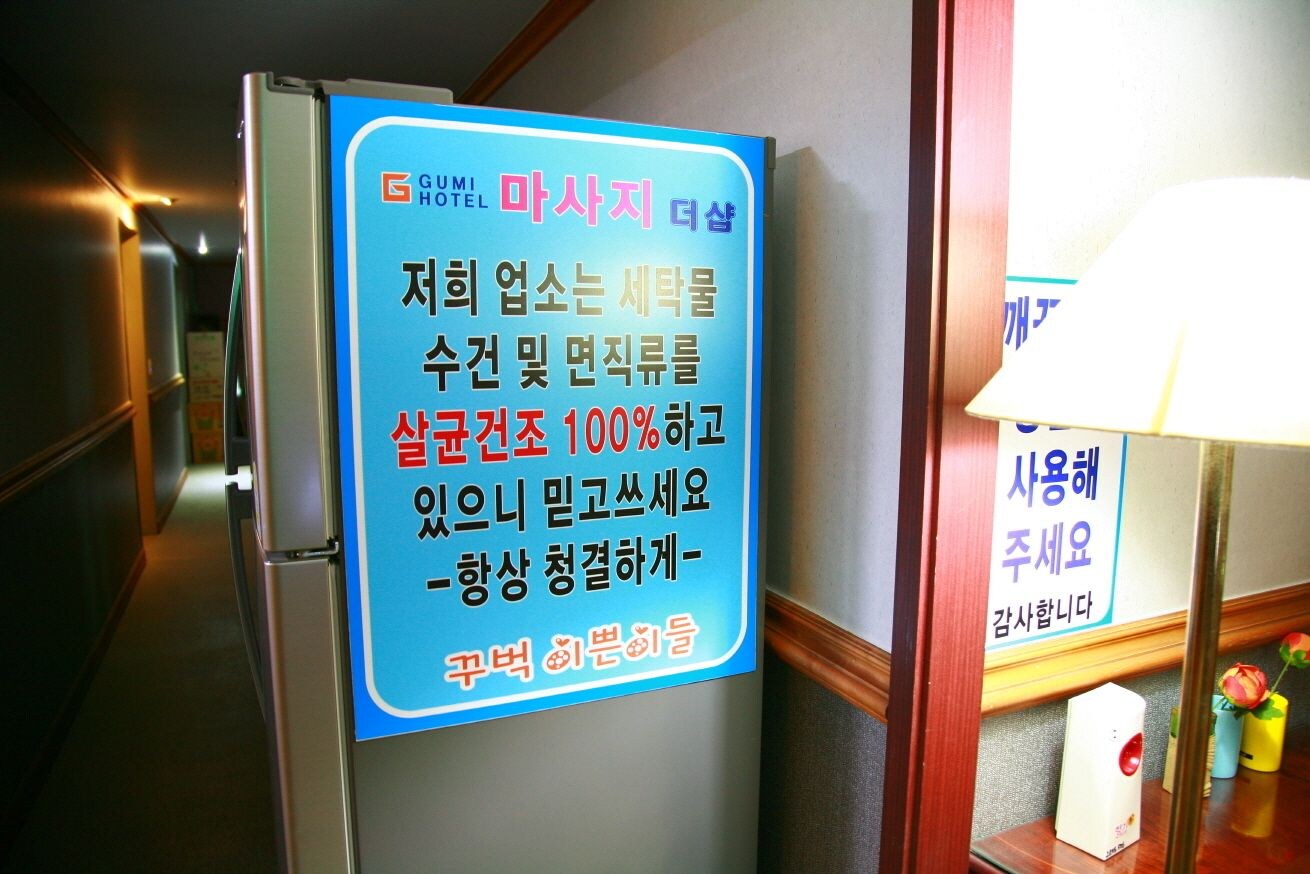 GUMI
HOTEL
마사지 더샵
저희 업소는 세탁물
수건 및 면직류를
살균건조 100%하고
있으니 믿고쓰세요
-항상 청결하게-
꾸벅 이쁜이들
사용해
주세요
감사합니다